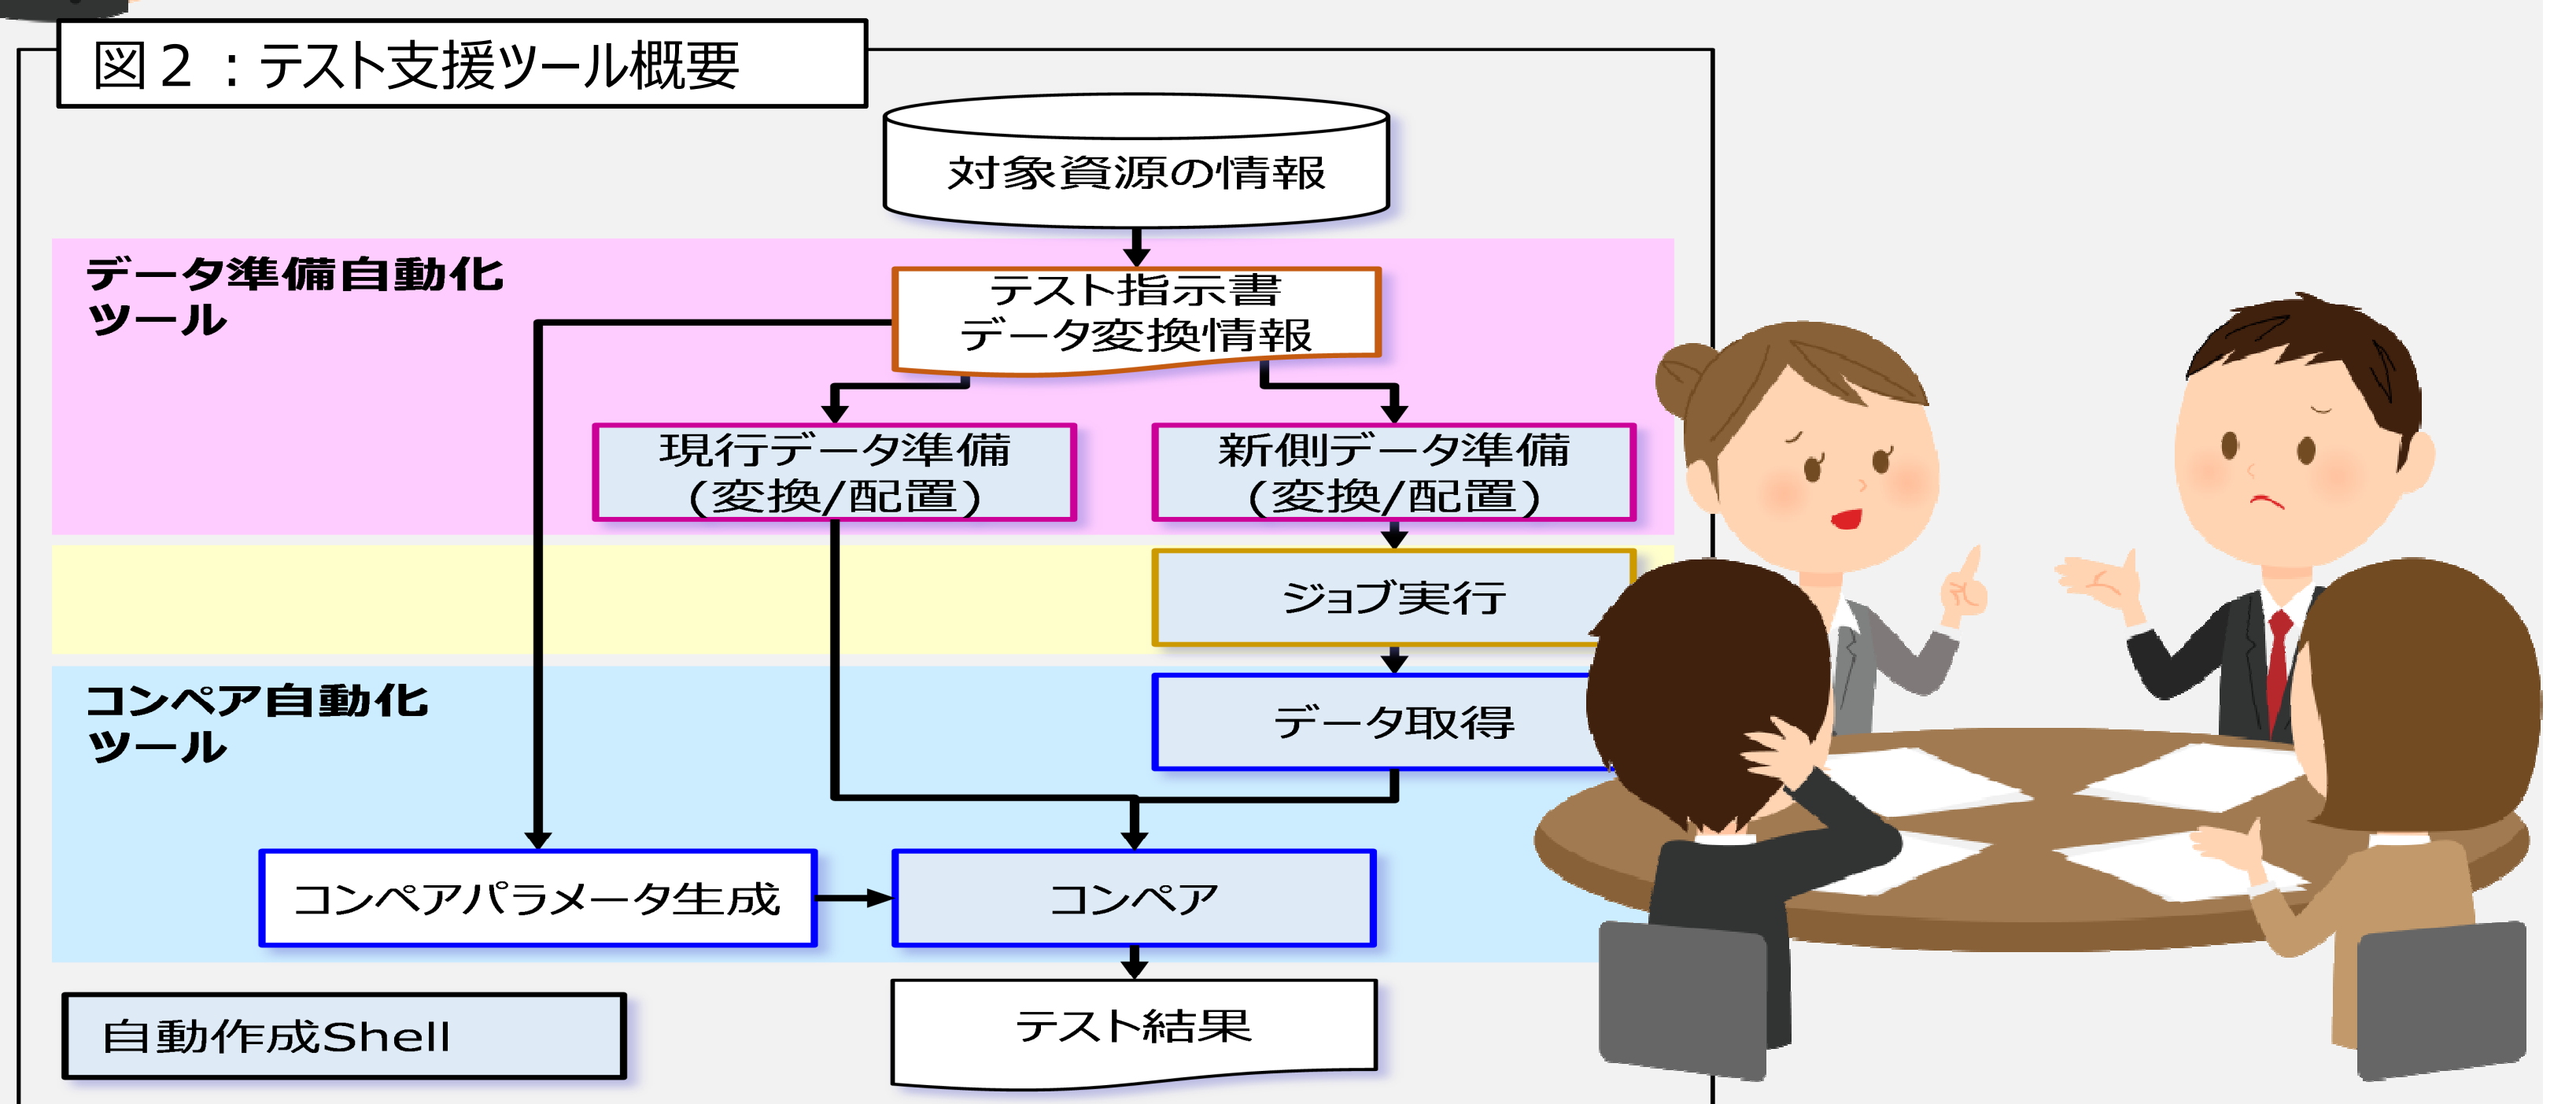 図２：テスト支援ツール概要
対象資源の情報
データ準備自動化
ツール
テスト指示書
データ変換情報
現行データ準備
(変換/配置)
新側データ準備
(変換/配置)
ジョブ実行
コンペア自動化
ツール
データ取得
コンペアパラメータ生成
コンペア
自動作成Shell
テスト結果